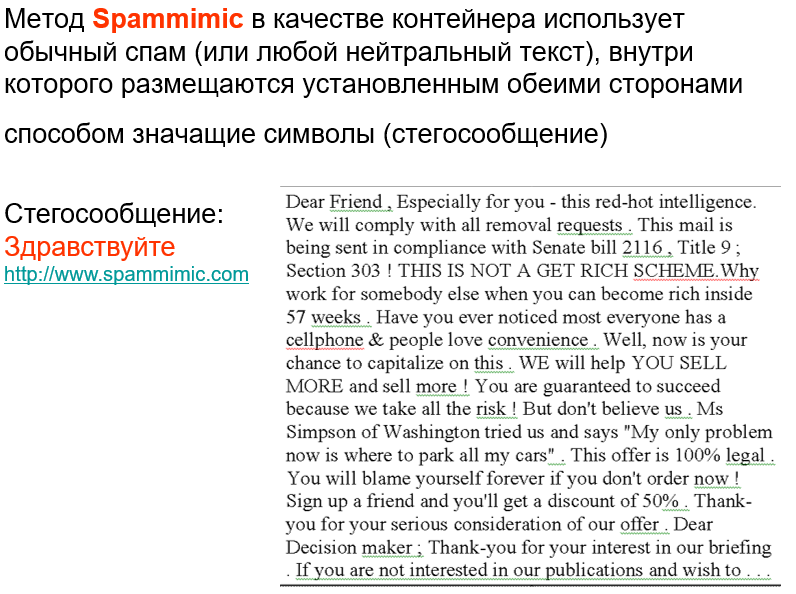 Метод Spammimic в качестве контейнера использует
обычный спам (или любой нейтральный текст), внутри
которого размещаются установленным обеими сторонами
способом значащие символы (стегосообщение)
Стегосообщение:
Здравствуйте
http://www.spammimic.com
Dear Friend , Especially for you - this red-hot intelligence.
We will comply with all removal requests . This mail is
being sent in compliance with Senate bill 2116 , Title 9 ;
Section 303 ! THIS IS NOT A GET RICH SCHEME.Why
work for somebody else when you can become rich inside
57 weeks . Have you ever noticed most everyone has a
cellphone & people love convenience . Well, now is your
chance to capitalize on this . WE will help YOU SELL
MORE and sell more ! You are guaranteed to succeed
because we take all the risk ! But don't believe us . Ms
Simpson of Washington tried us and says "My only problem
now is where to park all my cars" . This offer is 100% legal .
You will blame yourself forever if you don't order now !
Sign up a friend and you'll get a discount of 50% . Thank-
you for your serious consideration of our offer . Dear
Decision maker ; Thank-you for your interest in our briefing
. If you are not interested in our publications and wish to . . .